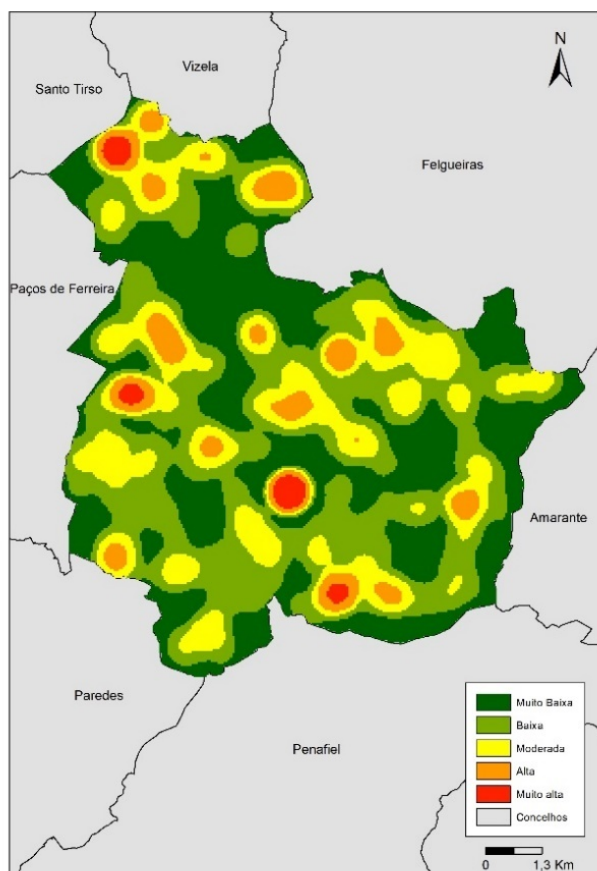 N
Vizela
Santo Tirso
Felgueiras
Paços de Ferreira
Amarante
Paredes
Penafiel
Muito Baixa
Baixa
Moderada
Alta
Muito alta
Concelhos
0 1,3 Km